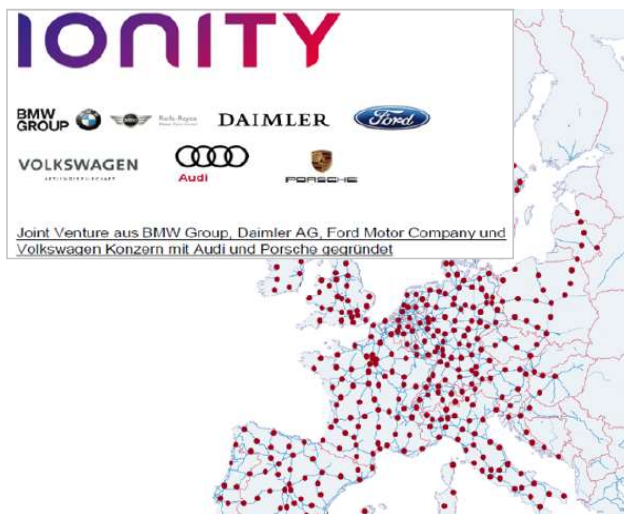 IONITY
BMW GROUP
DAIMLER
Ford
VOLKSWAGEN
AKTIENGESELLSCHAFT
Audi
PORSCHE
Joint Venture aus BMW Group, Daimler AG, Ford Motor Company und
Volkswagen Konzern mit Audi und Porsche gegründet